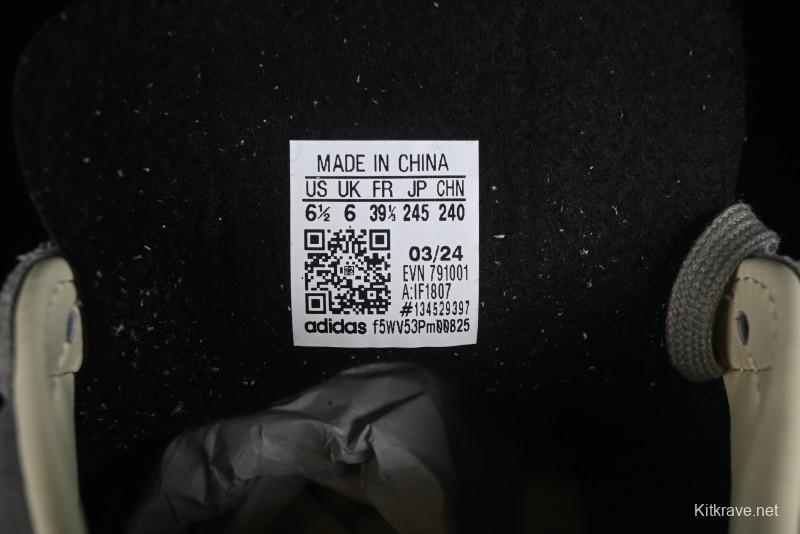 MADE IN CHINA
US UK FR JP CHN
6½ 6 39⅓ 245 240
03/24
EVN 791001
A:IF1807
#134529397
adidas f5WV53Pm00825
Kitkrave.net